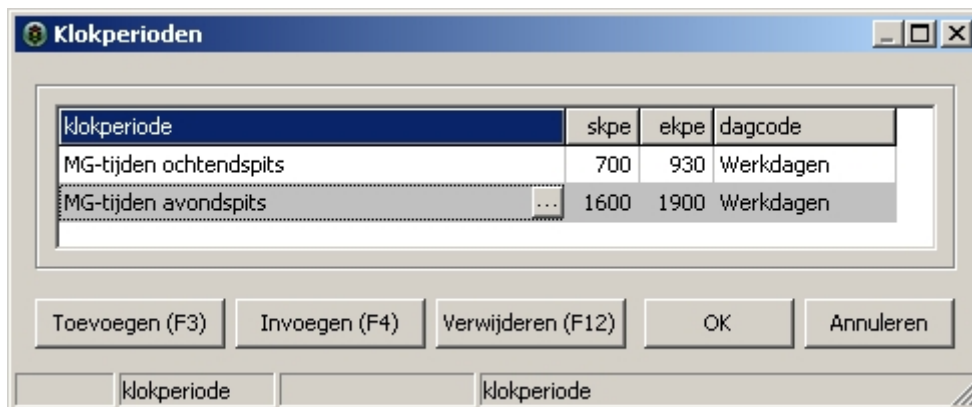 Klokperioden
klokperiode skpe ekpe dagcode
MG-tijden ochtendspits 700 930 Werkdagen
MG-tijden avondspits ... 1600 1900 Werkdagen
Toevoegen (F3) Invoegen (F4) Verwijderen (F12) OK Annuleren
klokperiode klokperiode